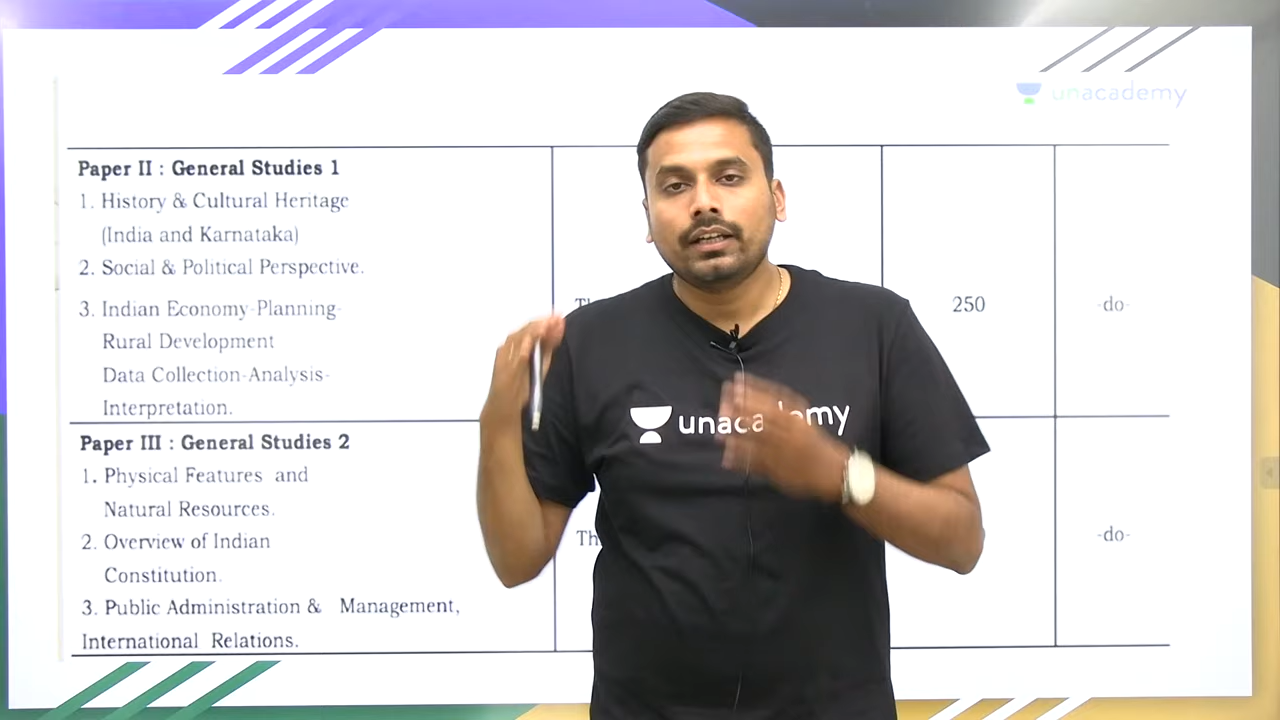 unacademy
Paper II : General Studies 1
1. History & Cultural Heritage
(India and Karnataka)
2. Social & Political Perspective.
3. Indian Economy-Planning-
Rural Development
Data Collection-Analysis-
Interpretation.
250
-do-
Paper III : General Studies 2
1. Physical Features and
Natural Resources.
2. Overview of Indian
Constitution.
3. Public Administration & Management,
International Relations.
-do-
unacademy